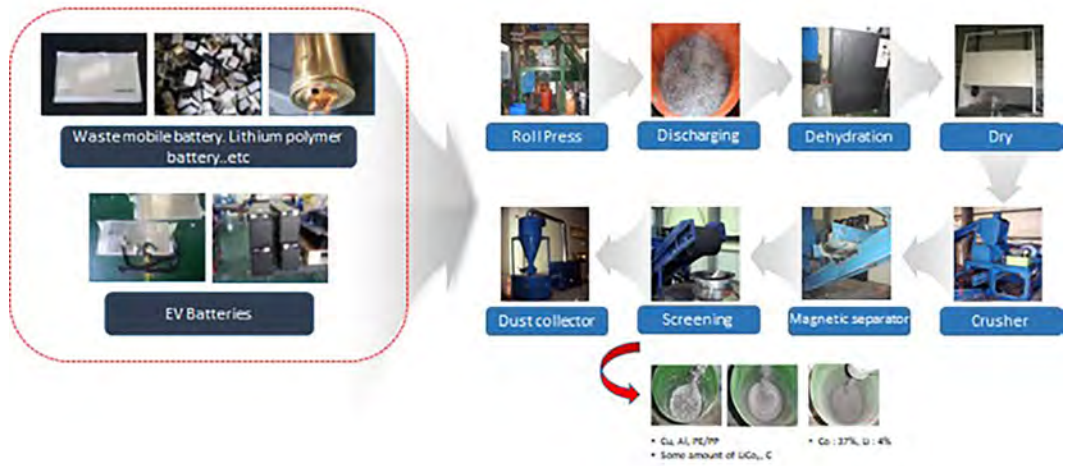 Waste mobile battery. Lithium polymer
battery..etc
EV Batteries
Roll Press
Discharging
Dehydration
Dry
Dust collector
Screening
Magnetic separator
Crusher
• Cu, Al, PE/PP
• Some amount of LiCo₂, C
• Co : 37%, Li : 4%